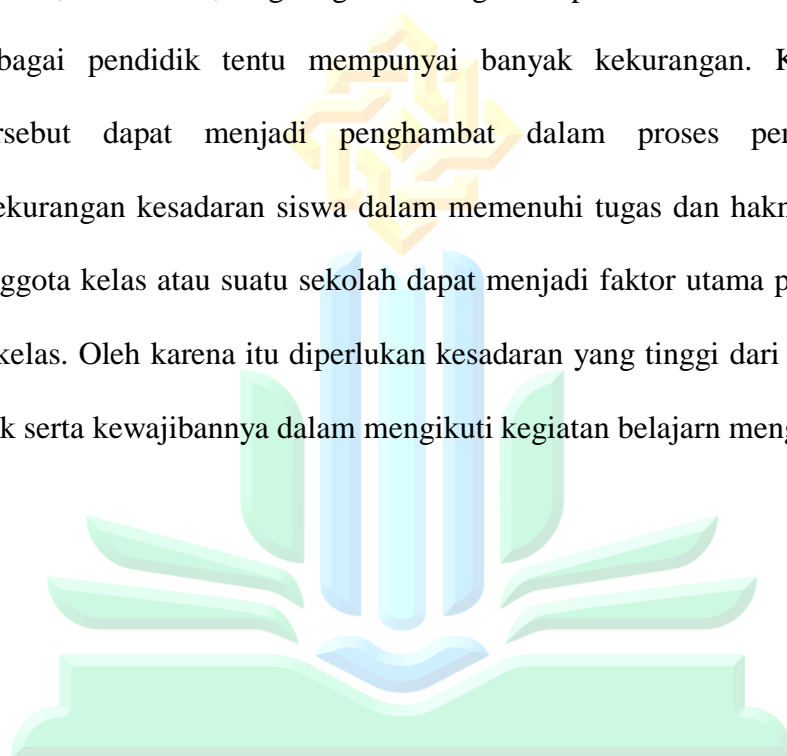 bagai pendidik tentu mempunyai banyak kekurangan. K
rsebut dapat menjadi penghambat dalam proses per
ekurangan kesadaran siswa dalam memenuhi tugas dan hakn
ggota kelas atau suatu sekolah dapat menjadi faktor utama p
kelas. Oleh karena itu diperlukan kesadaran yang tinggi dari
k serta kewajibannya dalam mengikuti kegiatan belajarn meng